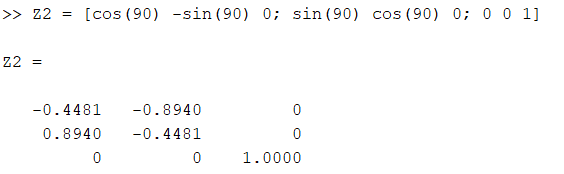 >> Z2 = [cos(90) -sin(90) 0; sin(90) cos(90) 0; 0 0 1]
Z2 =
-0.4481 -0.8940 0
0.8940 -0.4481 0
0 0 1.0000